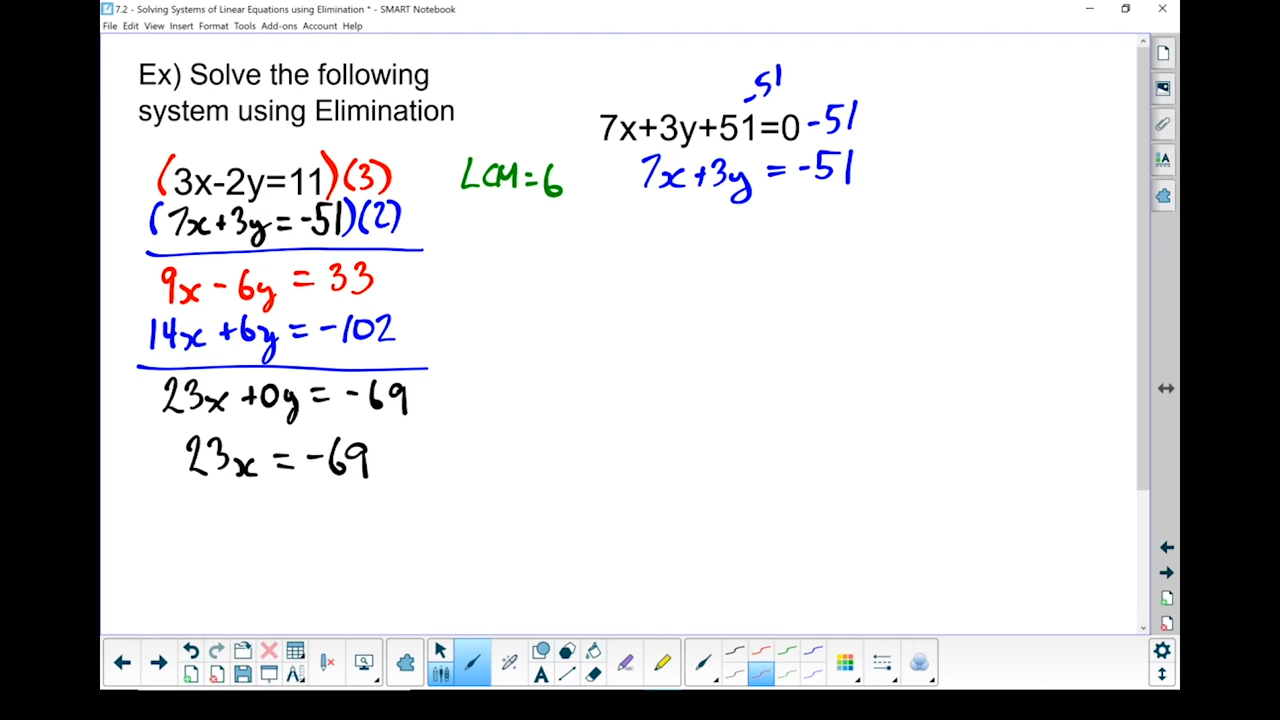 7.2 - Solving Systems of Linear Equations using Elimination * - SMART Notebook
File Edit View Insert Format Tools Add-ons Account Help
Ex) Solve the following
system using Elimination
(3x-2y=11)(3)
(7x+3y=-51)(2)
9x-6y=33
14x+6y=-102
23x+0y=-69
23x=-69
LCM=6
-51
7x+3y+51=0-51
7x+3y=-51